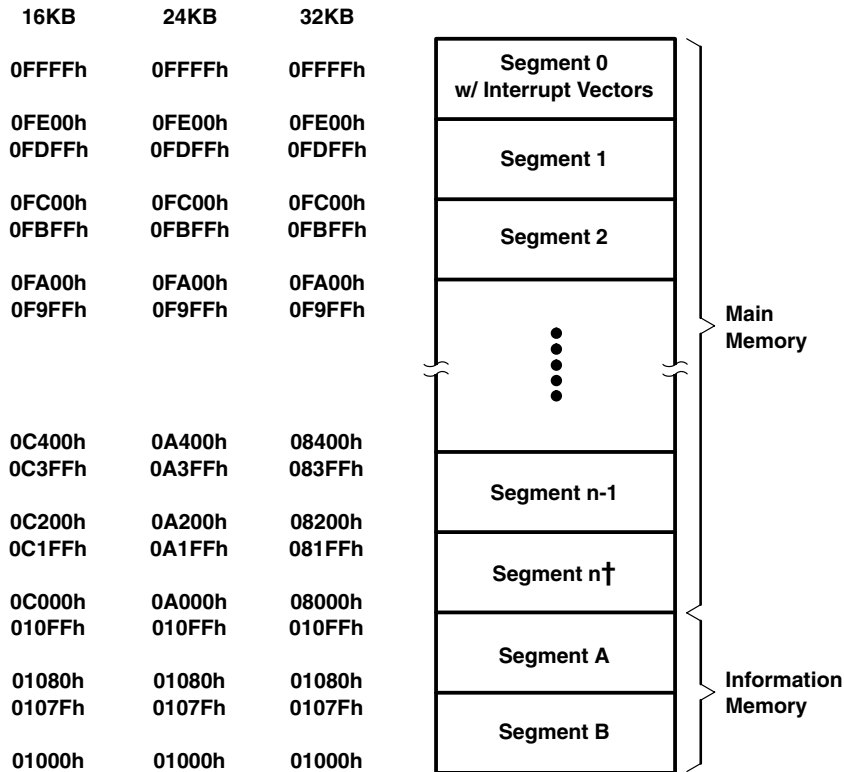 16KB 24KB 32KB
0FFFFh 0FFFFh 0FFFFh
Segment 0
w/ Interrupt Vectors
0FE00h 0FE00h 0FE00h
0FDFFh 0FDFFh 0FDFFh
Segment 1
0FC00h 0FC00h 0FC00h
0FBFFh 0FBFFh 0FBFFh
Segment 2
0FA00h 0FA00h 0FA00h
0F9FFh 0F9FFh 0F9FFh
Main
Memory
0C400h 0A400h 08400h
0C3FFh 0A3FFh 083FFh
Segment n-1
0C200h 0A200h 08200h
0C1FFh 0A1FFh 081FFh
Segment n†
0C000h 0A000h 08000h
010FFh 010FFh 010FFh
Segment A
01080h 01080h 01080h
0107Fh 0107Fh 0107Fh
Information
Memory
Segment B
01000h 01000h 01000h